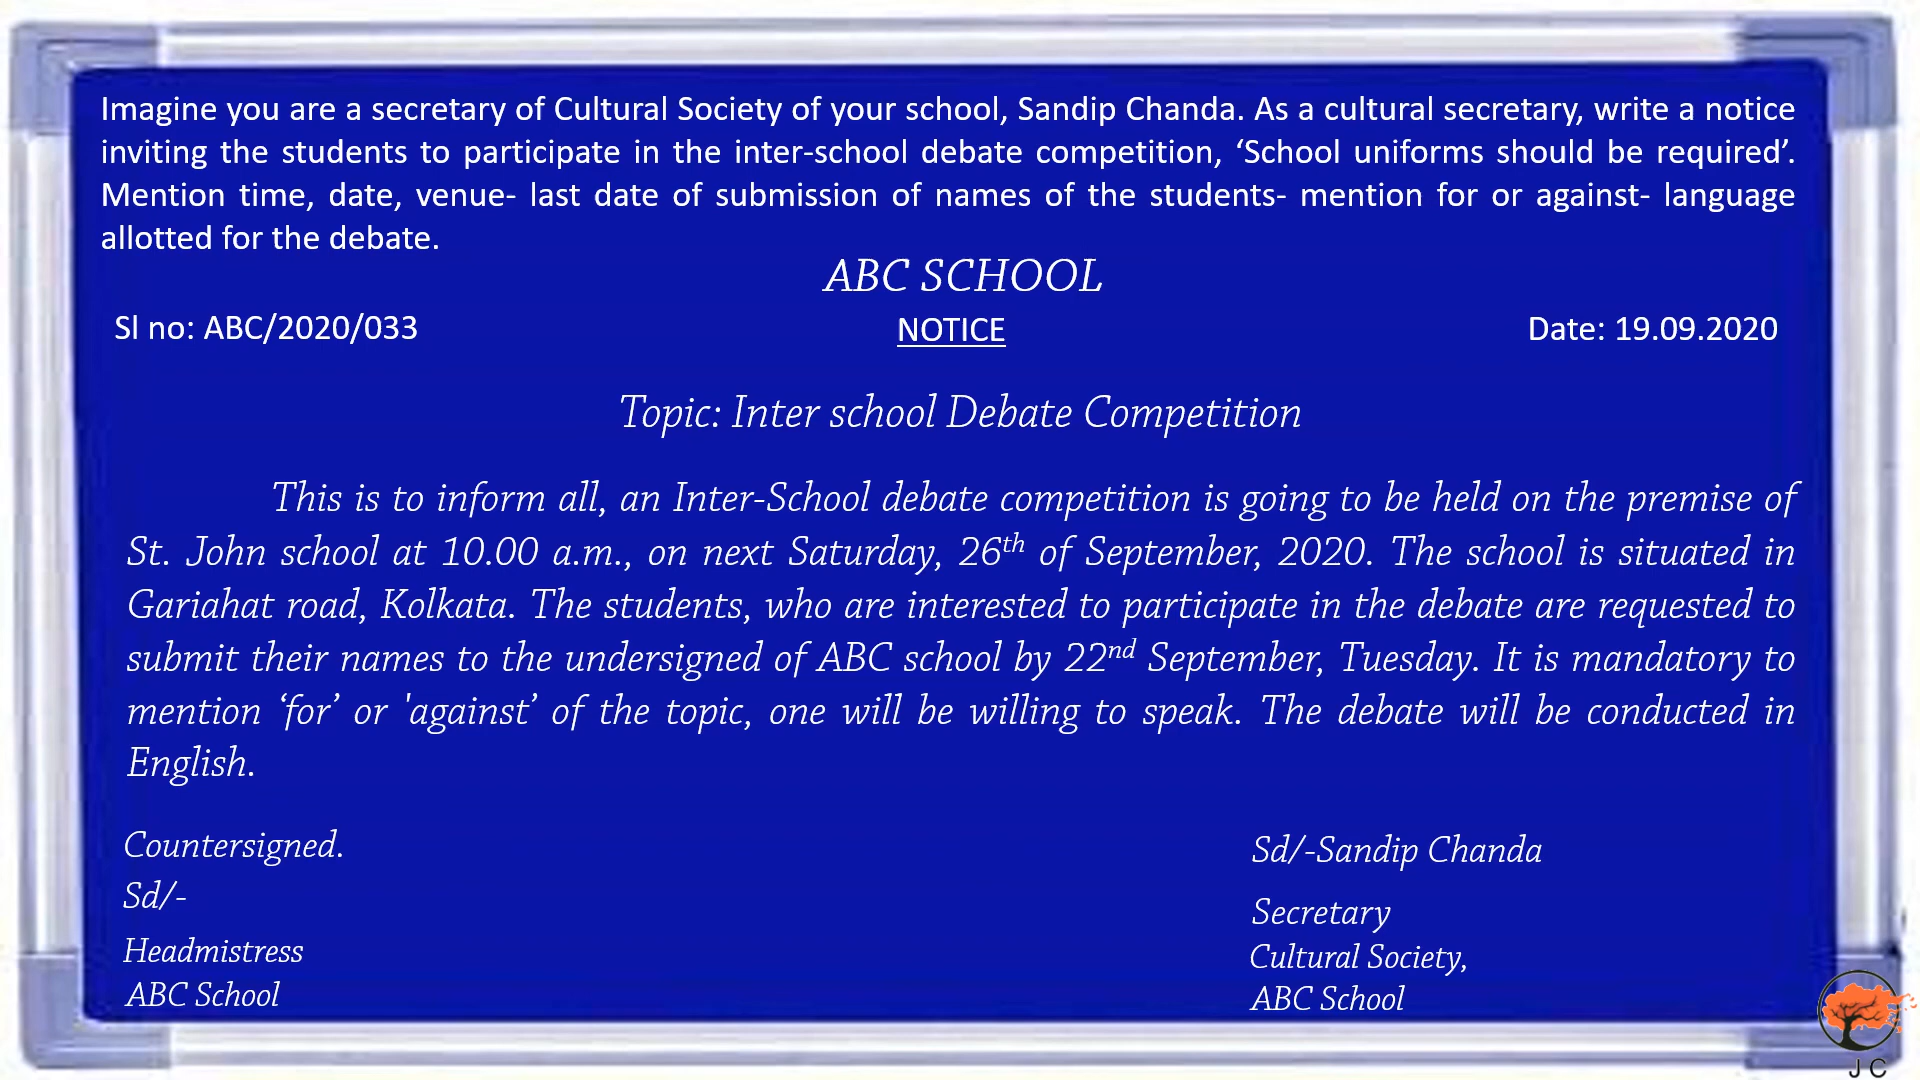 Imagine you are a secretary of Cultural Society of your school, Sandip Chanda. As a cultural secretary, write a notice
inviting the students to participate in the inter-school debate competition, ‘School uniforms should be required’.
Mention time, date, venue- last date of submission of names of the students- mention for or against- language
allotted for the debate.
ABC SCHOOL
Sl no: ABC/2020/033 NOTICE Date: 19.09.2020
Topic: Inter school Debate Competition
This is to inform all, an Inter-School debate competition is going to be held on the premise of
St. John school at 10.00 a.m., on next Saturday, 26th of September, 2020. The school is situated in
Gariahat road, Kolkata. The students, who are interested to participate in the debate are requested to
submit their names to the undersigned of ABC school by 22nd September, Tuesday. It is mandatory to
mention ‘for’ or 'against’ of the topic, one will be willing to speak. The debate will be conducted in
English.
Countersigned.
Sd/-
Headmistress
ABC School
Sd/-Sandip Chanda
Secretary
Cultural Society,
ABC School
J C